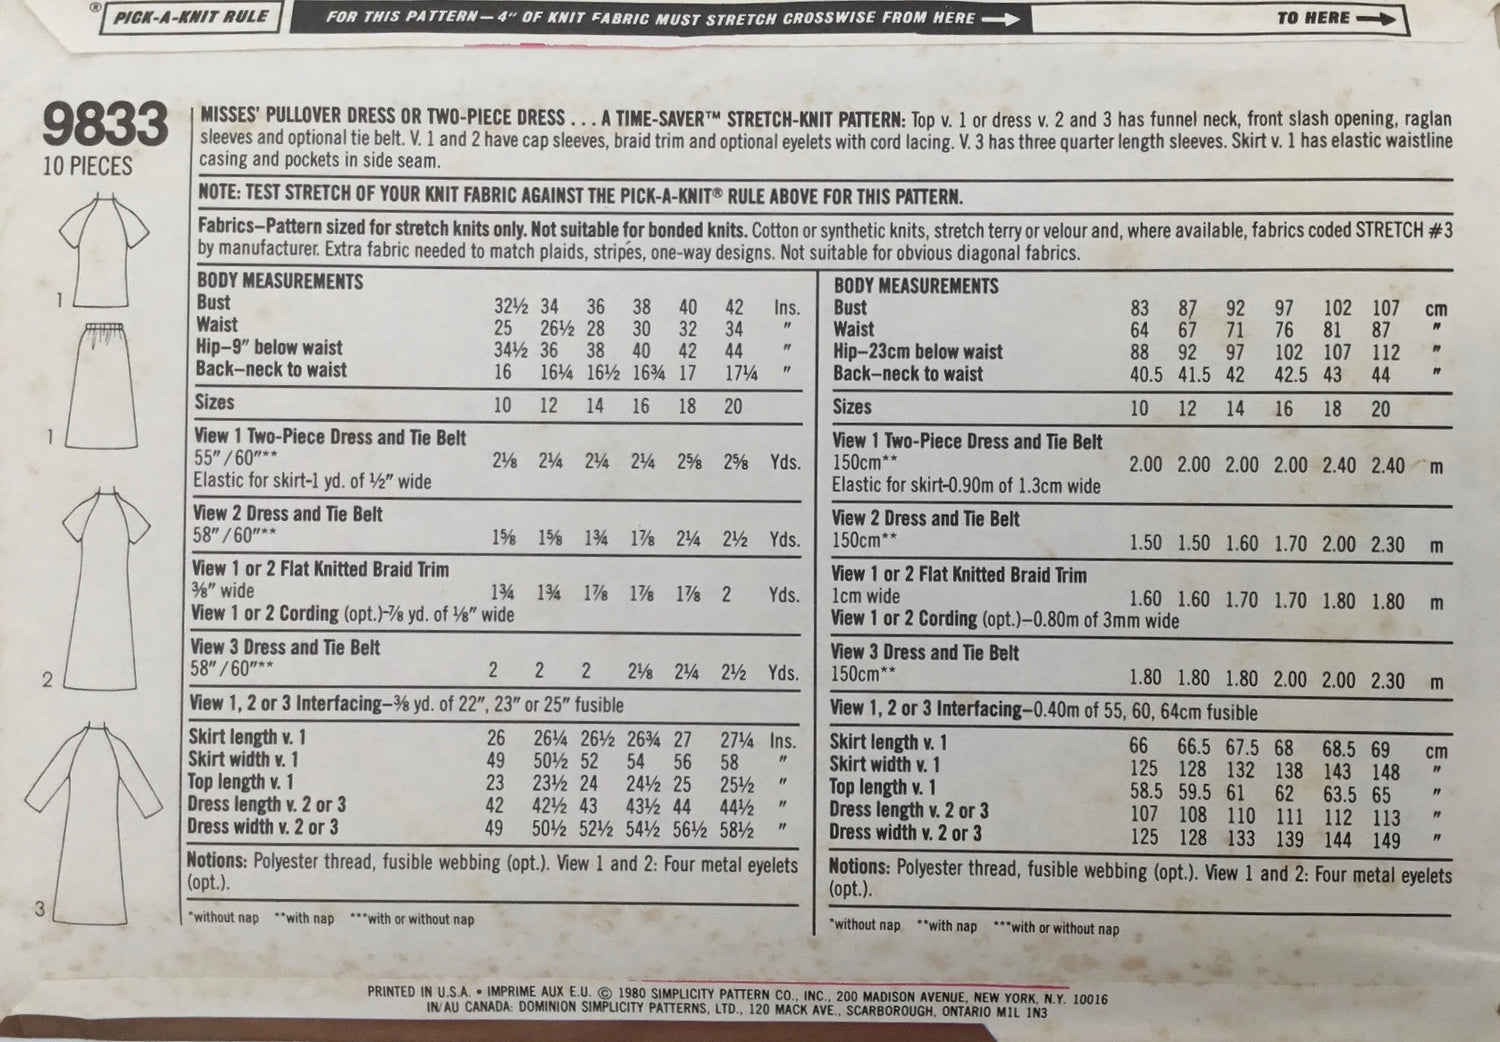 ® PICK-A-KNIT RULE FOR THIS PATTERN—4″ OF KNIT FABRIC MUST STRETCH CROSSWISE FROM HERE TO HERE
9833
10 PIECES
MISSES' PULLOVER DRESS OR TWO-PIECE DRESS . . . A TIME-SAVER™ STRETCH-KNIT PATTERN: Top v. 1 or dress v. 2 and 3 has funnel neck, front slash opening, raglan
sleeves and optional tie belt. V. 1 and 2 have cap sleeves, braid trim and optional eyelets with cord lacing. V. 3 has three quarter length sleeves. Skirt v. 1 has elastic waistline
casing and pockets in side seam.
NOTE: TEST STRETCH OF YOUR KNIT FABRIC AGAINST THE PICK-A-KNIT® RULE ABOVE FOR THIS PATTERN.
Fabrics—Pattern sized for stretch knits only. Not suitable for bonded knits. Cotton or synthetic knits, stretch terry or velour and, where available, fabrics coded STRETCH #3
by manufacturer. Extra fabric needed to match plaids, stripes, one-way designs. Not suitable for obvious diagonal fabrics.
1
1
2
3
BODY MEASUREMENTS
Bust 32½ 34 36 38 40 42 Ins.
Waist 25 26½ 28 30 32 34 ″
Hip—9″ below waist 34½ 36 38 40 42 44 ″
Back—neck to waist 16 16¼ 16½ 16¾ 17 17¼ ″
Sizes 10 12 14 16 18 20
View 1 Two-Piece Dress and Tie Belt
55″/60″** 2⅛ 2¼ 2¼ 2¼ 2⅝ 2⅝ Yds.
Elastic for skirt-1 yd. of ½″ wide
View 2 Dress and Tie Belt
58″/60″** 1⅝ 1⅝ 1¾ 1⅞ 2¼ 2½ Yds.
View 1 or 2 Flat Knitted Braid Trim
⅜″ wide 1¾ 1¾ 1⅞ 1⅞ 1⅞ 2 Yds.
View 1 or 2 Cording (opt.)-⅞ yd. of ⅛″ wide
View 3 Dress and Tie Belt
58″/60″** 2 2 2 2⅛ 2¼ 2½ Yds.
View 1, 2 or 3 Interfacing—⅜ yd. of 22″, 23″ or 25″ fusible
Skirt length v. 1 26 26¼ 26½ 26¾ 27 27¼ Ins.
Skirt width v. 1 49 50½ 52 54 56 58 ″
Top length v. 1 23 23½ 24 24½ 25 25½ ″
Dress length v. 2 or 3 42 42½ 43 43½ 44 44½ ″
Dress width v. 2 or 3 49 50½ 52½ 54½ 56½ 58½ ″
Notions: Polyester thread, fusible webbing (opt.). View 1 and 2: Four metal eyelets
(opt.).
*without nap **with nap ***with or without nap
BODY MEASUREMENTS
Bust 83 87 92 97 102 107 cm
Waist 64 67 71 76 81 87 ″
Hip—23cm below waist 88 92 97 102 107 112 ″
Back—neck to waist 40.5 41.5 42 42.5 43 44 ″
Sizes 10 12 14 16 18 20
View 1 Two-Piece Dress and Tie Belt
150cm** 2.00 2.00 2.00 2.00 2.40 2.40 m
Elastic for skirt-0.90m of 1.3cm wide
View 2 Dress and Tie Belt
150cm** 1.50 1.50 1.60 1.70 2.00 2.30 m
View 1 or 2 Flat Knitted Braid Trim
1cm wide 1.60 1.60 1.70 1.70 1.80 1.80 m
View 1 or 2 Cording (opt.)—0.80m of 3mm wide
View 3 Dress and Tie Belt
150cm** 1.80 1.80 1.80 2.00 2.00 2.30 m
View 1, 2 or 3 Interfacing—0.40m of 55, 60, 64cm fusible
Skirt length v. 1 66 66.5 67.5 68 68.5 69 cm
Skirt width v. 1 125 128 132 138 143 148 ″
Top length v. 1 58.5 59.5 61 62 63.5 65 ″
Dress length v. 2 or 3 107 108 110 111 112 113 ″
Dress width v. 2 or 3 125 128 133 139 144 149 ″
Notions: Polyester thread, fusible webbing (opt.). View 1 and 2: Four metal eyelets
(opt.).
*without nap **with nap ***with or without nap
PRINTED IN U.S.A. • IMPRIME AUX E.U. © 1980 SIMPLICITY PATTERN CO., INC., 200 MADISON AVENUE, NEW YORK, N.Y. 10016
IN/AU CANADA: DOMINION SIMPLICITY PATTERNS, LTD., 120 MACK AVE., SCARBOROUGH, ONTARIO M1L 1N3